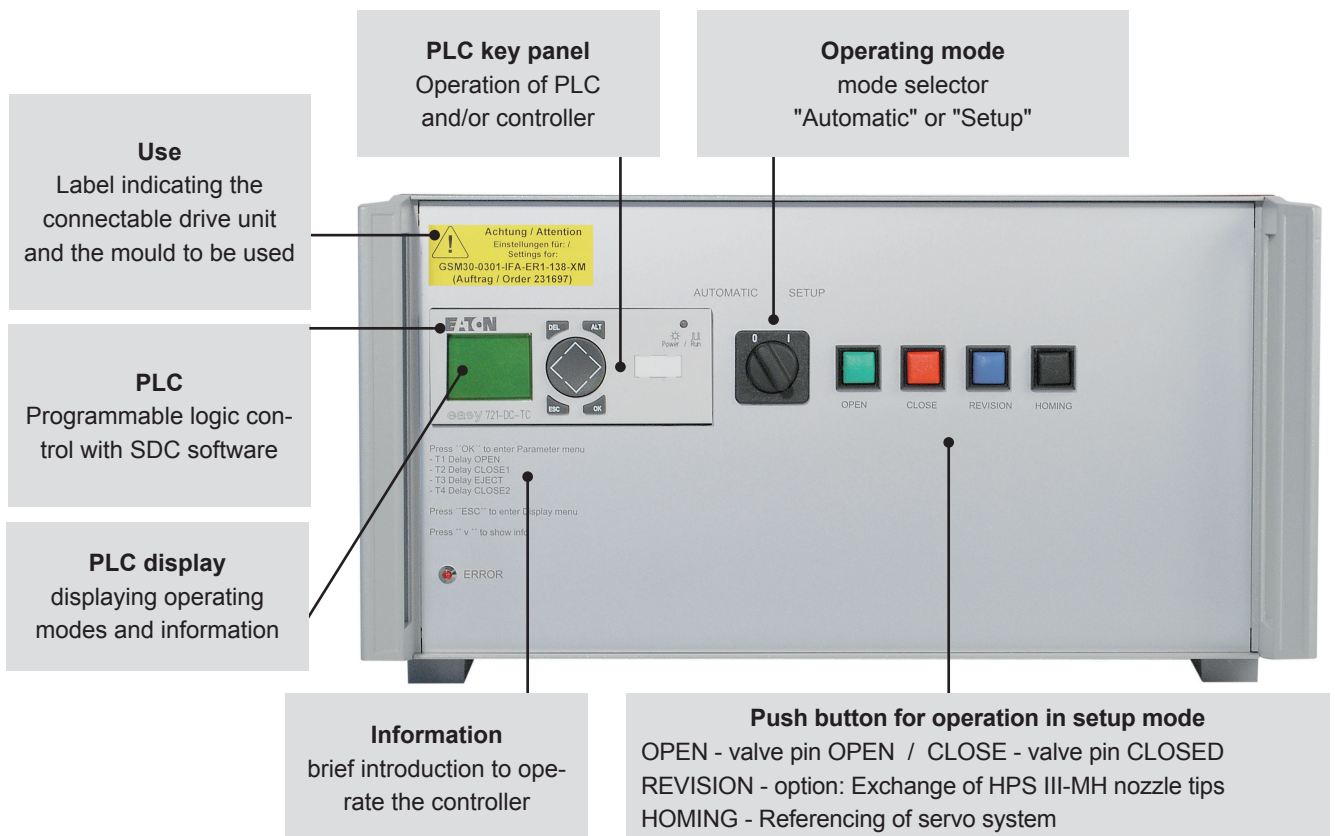 PLC key panel
Operation of PLC
and/or controller
Operating mode
mode selector
"Automatic" or "Setup"
Use
Label indicating the
connectable drive unit
and the mould to be used
PLC
Programmable logic con-
trol with SDC software
PLC display
displaying operating
modes and information
Achtung / Attention
Einstellungen für: /
Settings for:
GSM30-0301-IFA-ER1-138-XM
(Auftrag / Order 231697)
AUTOMATIC SETUP
EATON
DEL ALT
Power / Run
0 I
ESC OK
easy 721-DC-TC
OPEN CLOSE REVISION HOMING
Press ´´OK´´ to enter Parameter menu
- T1 Delay OPEN
- T2 Delay CLOSE1
- T3 Delay EJECT
- T4 Delay CLOSE2
Press ´´ESC´´ to enter Display menu
Press ´´ v ´´ to show info
ERROR
Information
brief introduction to ope-
rate the controller
Push button for operation in setup mode
OPEN - valve pin OPEN / CLOSE - valve pin CLOSED
REVISION - option: Exchange of HPS III-MH nozzle tips
HOMING - Referencing of servo system